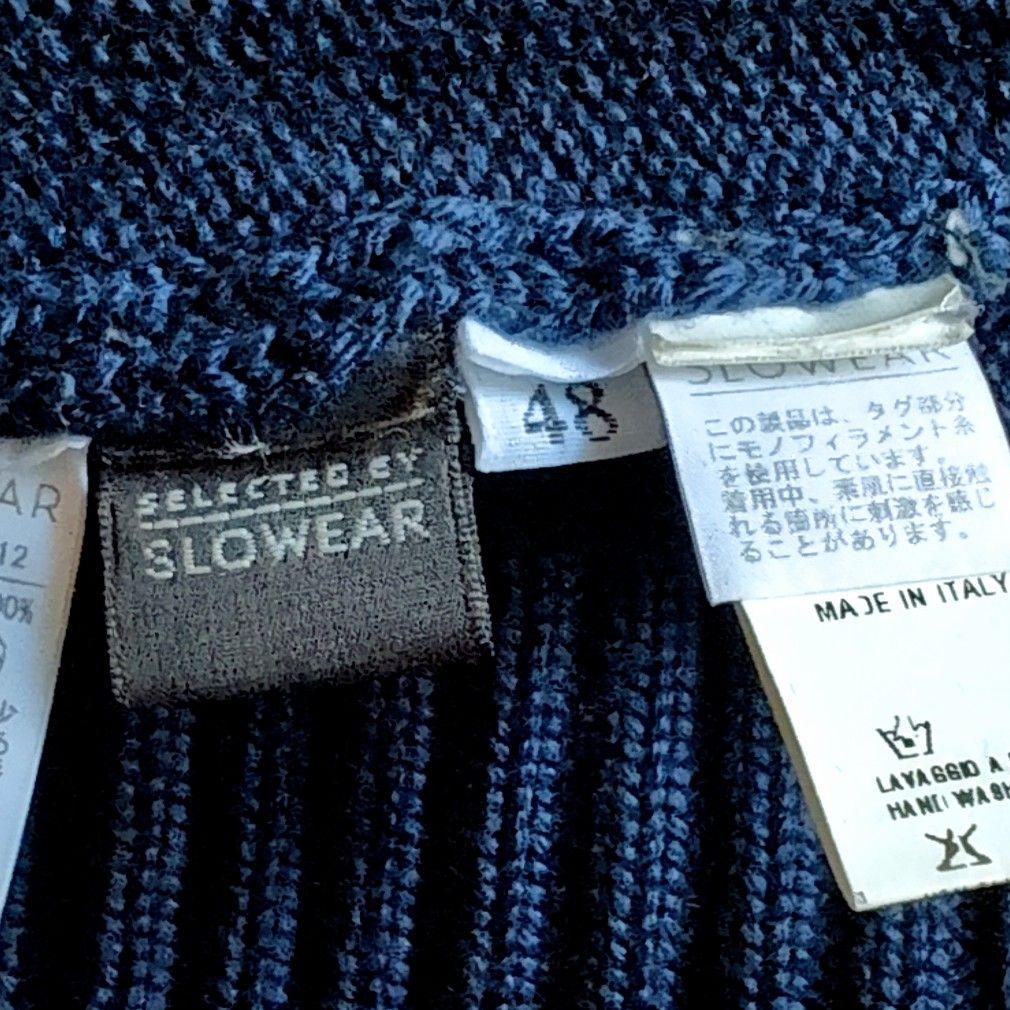 AR
12
00%
SELECTED BY
SLOWEAR
48
SLOWEAR
この製品は、タグ部分
にモノフィラメント糸
を使用しています。
着用中、素肌に直接触
れる箇所に刺激を感じ
ることがあります。
MADE IN ITALY
LAVAGGIO A
HAND WASH